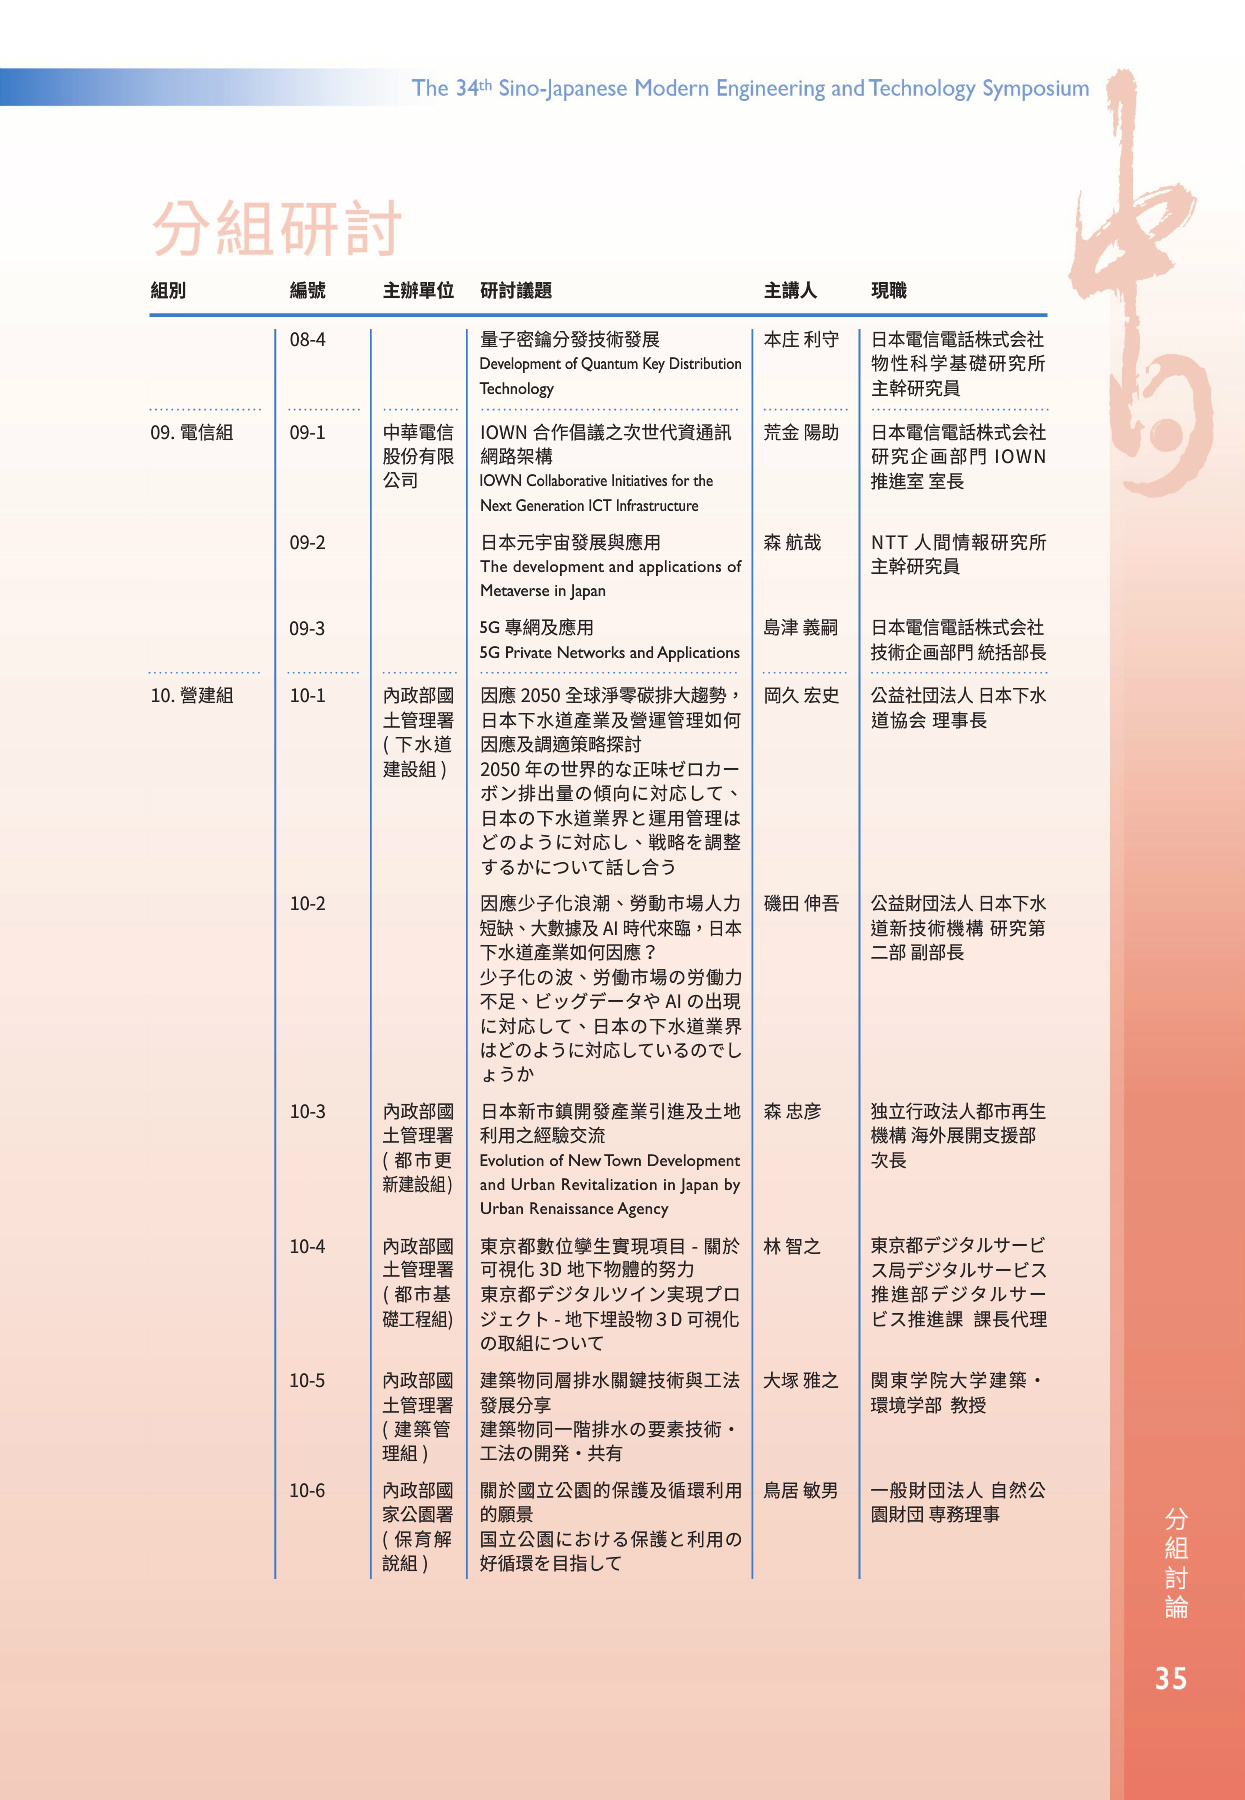 The 34th Sino-Japanese Modern Engineering and Technology Symposium
分組研討
組別 編號 主辦單位 研討議題 主講人 現職
08-4 量子密鑰分發技術發展 本庄 利守 日本電信電話株式会社
Development of Quantum Key Distribution 物性科学基礎研究所
Technology 主幹研究員
09. 電信組 09-1 中華電信 IOWN 合作倡議之次世代資通訊 荒金 陽助 日本電信電話株式会社
股份有限 網路架構 研究企画部門 IOWN
公司 IOWN Collaborative Initiatives for the 推進室 室長
Next Generation ICT Infrastructure
09-2 日本元宇宙發展與應用 森 航哉 NTT 人間情報研究所
The development and applications of 主幹研究員
Metaverse in Japan
09-3 5G 專網及應用 島津 義嗣 日本電信電話株式会社
5G Private Networks and Applications 技術企画部門 統括部長
10. 營建組 10-1 內政部國 因應 2050 全球淨零碳排大趨勢， 岡久 宏史 公益社団法人 日本下水
土管理署 日本下水道產業及營運管理如何 道協会 理事長
( 下水道 因應及調適策略探討
建設組 ) 2050 年の世界的な正味ゼロカー
ボン排出量の傾向に対応して、
日本の下水道業界と運用管理は
どのように対応し、戦略を調整
するかについて話し合う
10-2 因應少子化浪潮、勞動市場人力 磯田 伸吾 公益財団法人 日本下水
短缺、大數據及 AI 時代來臨，日本 道新技術機構 研究第
下水道產業如何因應？ 二部 副部長
少子化の波、労働市場の労働力
不足、ビッグデータや AI の出現
に対応して、日本の下水道業界
はどのように対応しているのでし
ょうか
10-3 內政部國 日本新市鎮開發產業引進及土地 森 忠彦 独立行政法人都市再生
土管理署 利用之經驗交流 機構 海外展開支援部
( 都市更 Evolution of New Town Development 次長
新建設組) and Urban Revitalization in Japan by
Urban Renaissance Agency
10-4 內政部國 東京都數位孿生實現項目 - 關於 林 智之 東京都デジタルサービ
土管理署 可視化 3D 地下物體的努力 ス局デジタルサービス
( 都市基 東京都デジタルツイン実現プロ 推進部デジタルサー
礎工程組) ジェクト - 地下埋設物３D 可視化 ビス推進課 課長代理
の取組について
10-5 內政部國 建築物同層排水關鍵技術與工法 大塚 雅之 関東学院大学建築・
土管理署 發展分享 環境学部 教授
( 建築管 建築物同一階排水の要素技術・
理組 ) 工法の開発・共有
10-6 內政部國 關於國立公園的保護及循環利用 鳥居 敏男 一般財団法人 自然公
家公園署 的願景 園財団 専務理事
( 保育解 国立公園における保護と利用の
說組 ) 好循環を目指して
分組討論
35